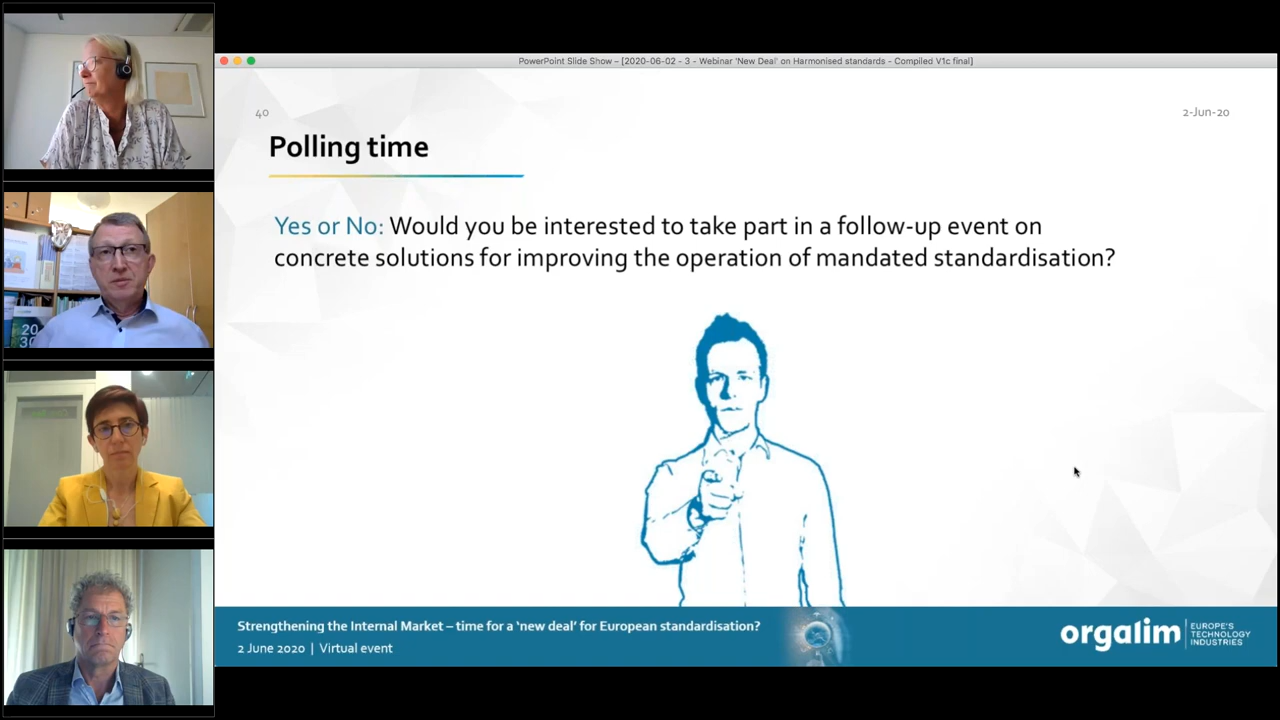 PowerPoint Slide Show – [2020-06-02 - 3 - Webinar 'New Deal' on Harmonised standards - Compiled V1c final]
40
2-Jun-20
Polling time
Yes or No: Would you be interested to take part in a follow-up event on
concrete solutions for improving the operation of mandated standardisation?
20
30
Strengthening the Internal Market – time for a ‘new deal’ for European standardisation?
2 June 2020 | Virtual event
orgalim
EUROPE'S
TECHNOLOGY
INDUSTRIES